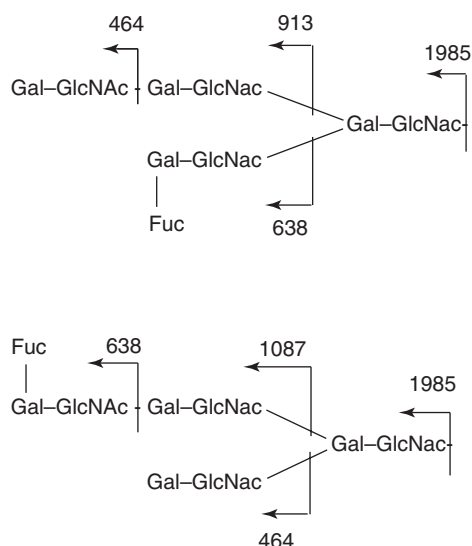 464 913 1985
Gal–GlcNAc - Gal–GlcNac
Gal–GlcNac-
Gal–GlcNac
Fuc 638
Fuc 638 1087 1985
Gal–GlcNAc - Gal–GlcNac
Gal–GlcNac-
Gal–GlcNac
464